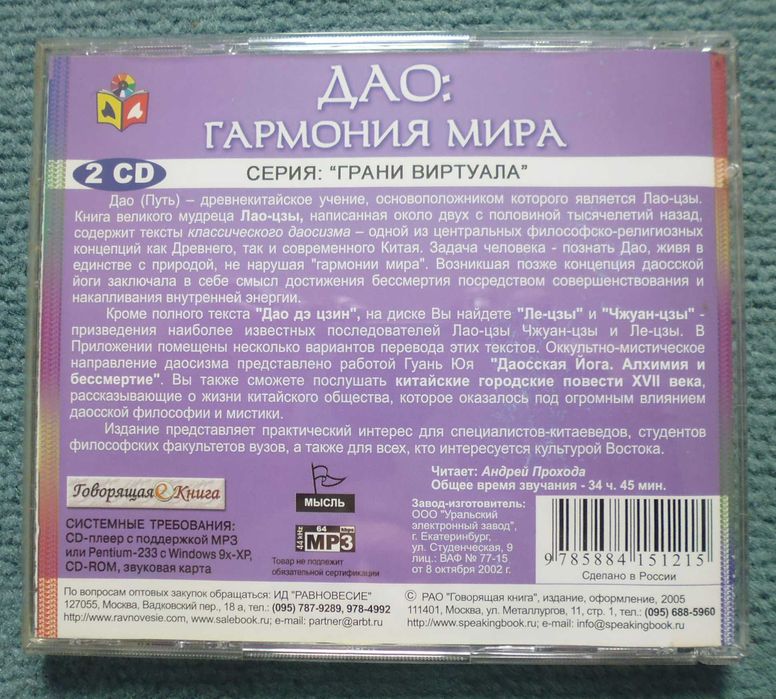 ДАО:
ГАРМОНИЯ МИРА
2 CD
СЕРИЯ: "ГРАНИ ВИРТУАЛА"
Дао (Путь) – древнекитайское учение, основоположником которого является Лао-цзы.
Книга великого мудреца Лао-цзы, написанная около двух с половиной тысячелетий назад,
содержит тексты классического даосизма – одной из центральных философско-религиозных
концепций как Древнего, так и современного Китая. Задача человека - познать Дао, живя в
единстве с природой, не нарушая "гармонии мира". Возникшая позже концепция даосской
йоги заключала в себе смысл достижения бессмертия посредством совершенствования и
накапливания внутренней энергии.
Кроме полного текста "Дао дэ цзин", на диске Вы найдете "Ле-цзы" и "Чжуан-цзы" -
призведения наиболее известных последователей Лао-цзы Чжуан-цзы и Ле-цзы. В
Приложении помещены несколько вариантов перевода этих текстов. Оккультно-мистическое
направление даосизма представлено работой Гуань Юя "Даосская Йога. Алхимия и
бессмертие". Вы также сможете послушать китайские городские повести XVII века,
рассказывающие о жизни китайского общества, которое оказалось под огромным влиянием
даосской философии и мистики.
Издание представляет практический интерес для специалистов-китаеведов, студентов
философских факультетов вузов, а также для всех, кто интересуется культурой Востока.
Читает: Андрей Прохода
Общее время звучания - 34 ч. 45 мин.
Говорящая Книга
СИСТЕМНЫЕ ТРЕБОВАНИЯ:
CD-плеер с поддержкой MP3
или Pentium-233 с Windows 9x-XP,
CD-ROM, звуковая карта
МЫСЛЬ
44 kHz 64 kbps
MP3
Товар не подлежит
обязательной сертификации
Завод-изготовитель:
ООО "Уральский
электронный завод",
г. Екатеринбург,
ул. Студенческая, 9
лиц.: ВАФ № 77-15
от 8 октября 2002 г.
9 785884 151215
Сделано в России
По вопросам оптовых закупок обращаться: ИД "РАВНОВЕСИЕ"
127055, Москва, Вадковский пер., 18 а, тел.: (095) 787-9289, 978-4992
http://www.ravnovesie.com, www.salebook.ru; e-mail: partner@arbt.ru
© РАО "Говорящая книга", издание, оформление, 2005
111401, Москва, ул. Металлургов, 11, стр. 1, тел.: (095) 688-5960
http://www.speakingbook.ru; e-mail: info@speakingbook.ru